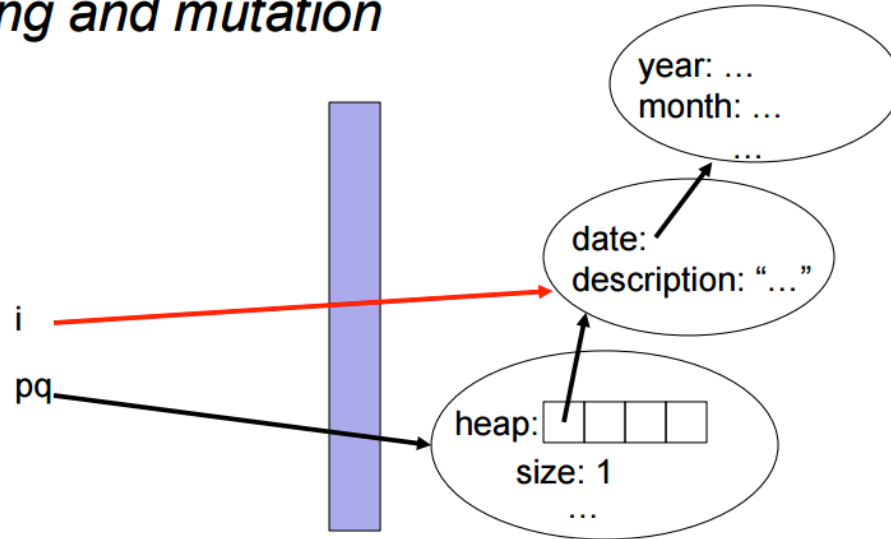 ng and mutation
year: …
month: …
…
date:
description: “…”
i
pq
heap:
size: 1
…